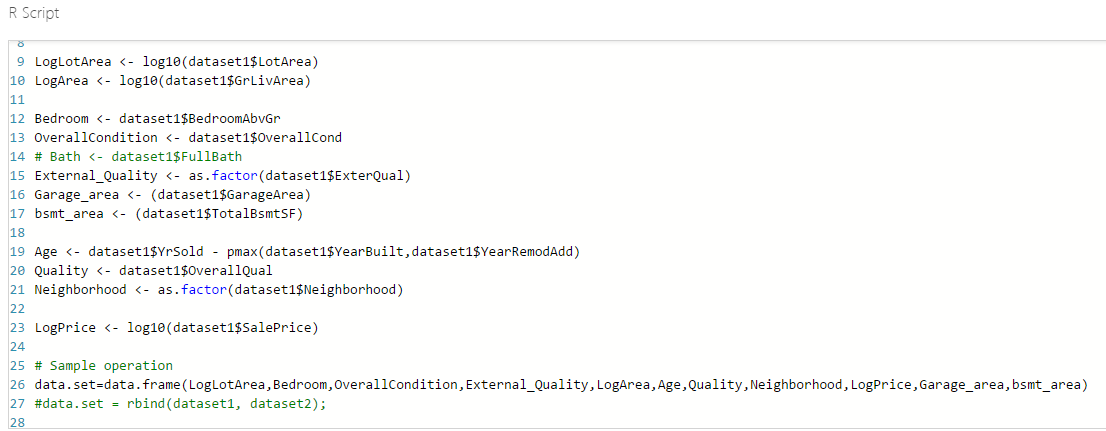 R Script
8
9 LogLotArea <- log10(dataset1$LotArea)
10 LogArea <- log10(dataset1$GrLivArea)
11
12 Bedroom <- dataset1$BedroomAbvGr
13 OverallCondition <- dataset1$OverallCond
14 # Bath <- dataset1$FullBath
15 External_Quality <- as.factor(dataset1$ExterQual)
16 Garage_area <- (dataset1$GarageArea)
17 bsmt_area <- (dataset1$TotalBsmtSF)
18
19 Age <- dataset1$YrSold - pmax(dataset1$YearBuilt,dataset1$YearRemodAdd)
20 Quality <- dataset1$OverallQual
21 Neighborhood <- as.factor(dataset1$Neighborhood)
22
23 LogPrice <- log10(dataset1$SalePrice)
24
25 # Sample operation
26 data.set=data.frame(LogLotArea,Bedroom,OverallCondition,External_Quality,LogArea,Age,Quality,Neighborhood,LogPrice,Garage_area,bsmt_area)
27 #data.set = rbind(dataset1, dataset2);
28